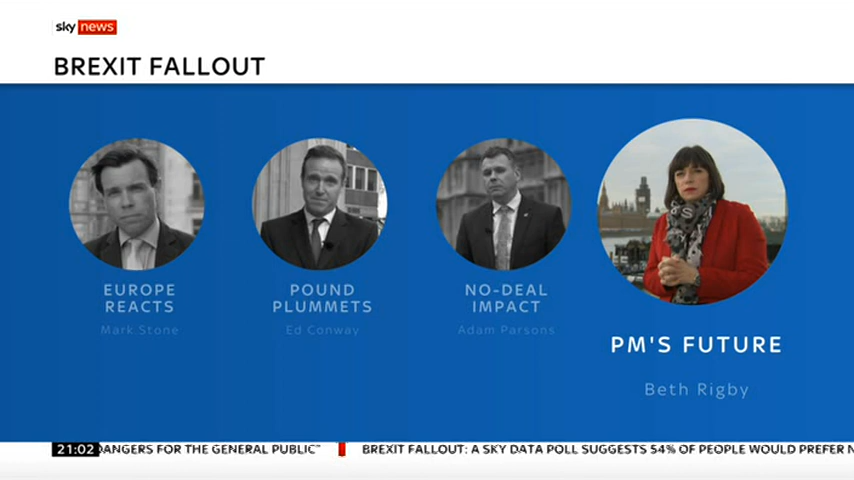 sky news
BREXIT FALLOUT
EUROPE
REACTS
Mark Stone
POUND
PLUMMETS
Ed Conway
NO-DEAL
IMPACT
Adam Parsons
PM'S FUTURE
Beth Rigby
21:02 DANGERS FOR THE GENERAL PUBLIC" BREXIT FALLOUT: A SKY DATA POLL SUGGESTS 54% OF PEOPLE WOULD PREFER N